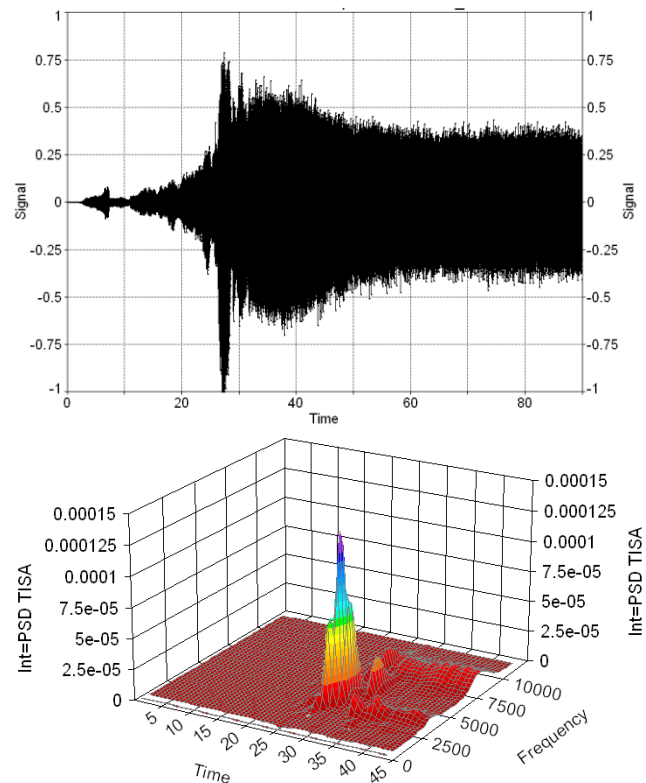 1 1
0.75 0.75
0.5 0.5
0.25 0.25
Signal 0 0 Signal
-0.25 -0.25
-0.5 -0.5
-0.75 -0.75
-1 -1
0 20 40 60 80
Time
0.00015 0.00015
0.000125 0.000125
0.0001 0.0001
7.5e-05 7.5e-05
5e-05 5e-05
2.5e-05 2.5e-05
0 0
Int=PSD TISA Int=PSD TISA
5 10 15 20 25 30 35 40 45
Time
0 2500 5000 7500 10000
Frequency